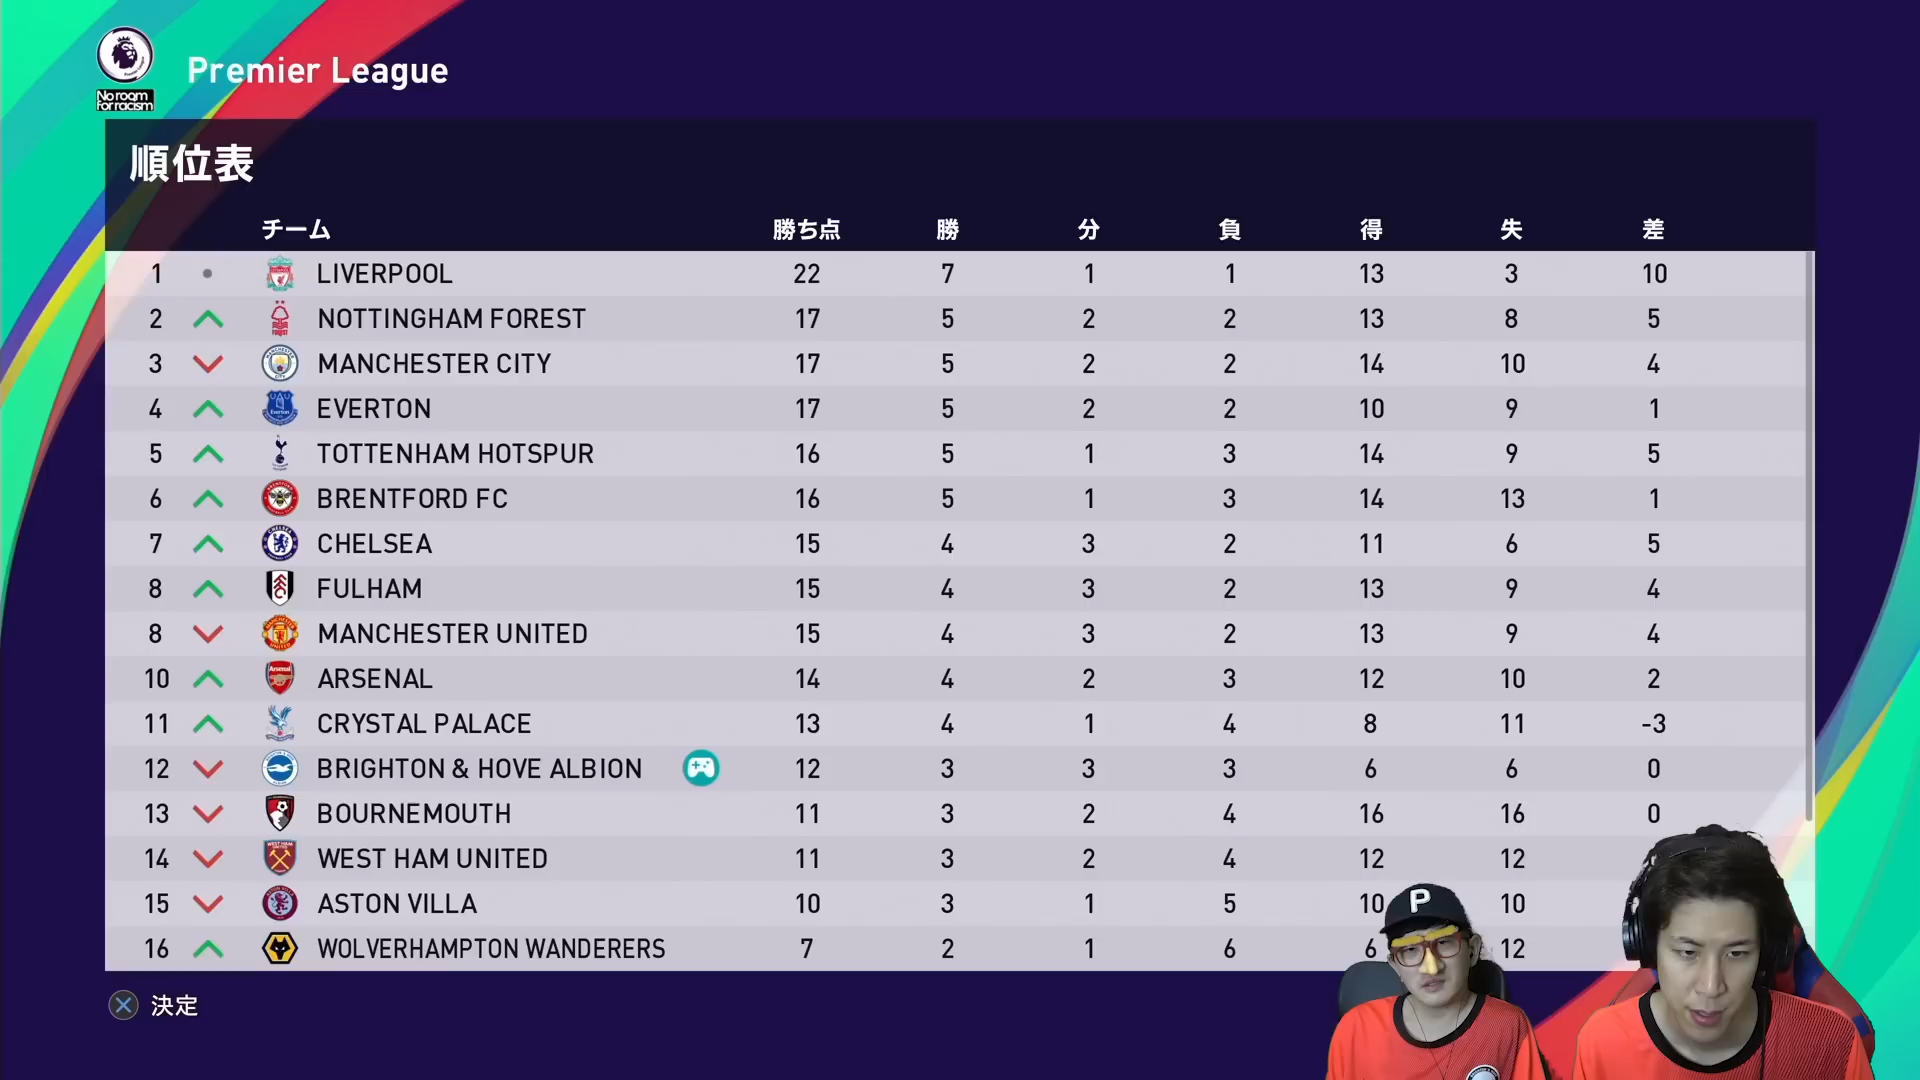 No room
For racism
Premier League
順位表
チーム 勝ち点 勝 分 負 得 失 差
1 LIVERPOOL 22 7 1 1 13 3 10
2 NOTTINGHAM FOREST 17 5 2 2 13 8 5
3 MANCHESTER CITY 17 5 2 2 14 10 4
4 EVERTON 17 5 2 2 10 9 1
5 TOTTENHAM HOTSPUR 16 5 1 3 14 9 5
6 BRENTFORD FC 16 5 1 3 14 13 1
7 CHELSEA 15 4 3 2 11 6 5
8 FULHAM 15 4 3 2 13 9 4
8 MANCHESTER UNITED 15 4 3 2 13 9 4
10 ARSENAL 14 4 2 3 12 10 2
11 CRYSTAL PALACE 13 4 1 4 8 11 -3
12 BRIGHTON & HOVE ALBION 12 3 3 3 6 6 0
13 BOURNEMOUTH 11 3 2 4 16 16 0
14 WEST HAM UNITED 11 3 2 4 12 12
15 ASTON VILLA 10 3 1 5 10 10
16 WOLVERHAMPTON WANDERERS 7 2 1 6 6 12
決定
P